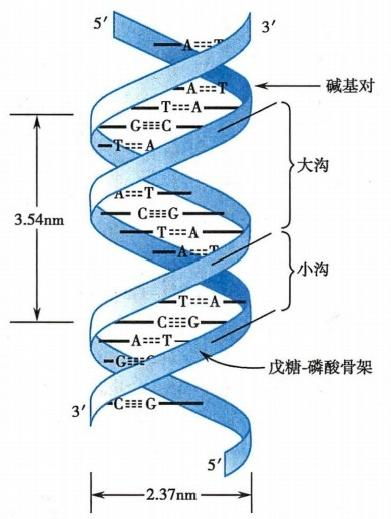 5′ 3′
A T
A T
碱基对
T A
G C
T A
大沟
A T
C G
3.54nm
T A
A T
小沟
T A
C G
A T
戊糖-磷酸骨架
G C
3′
C G
5′
2.37nm